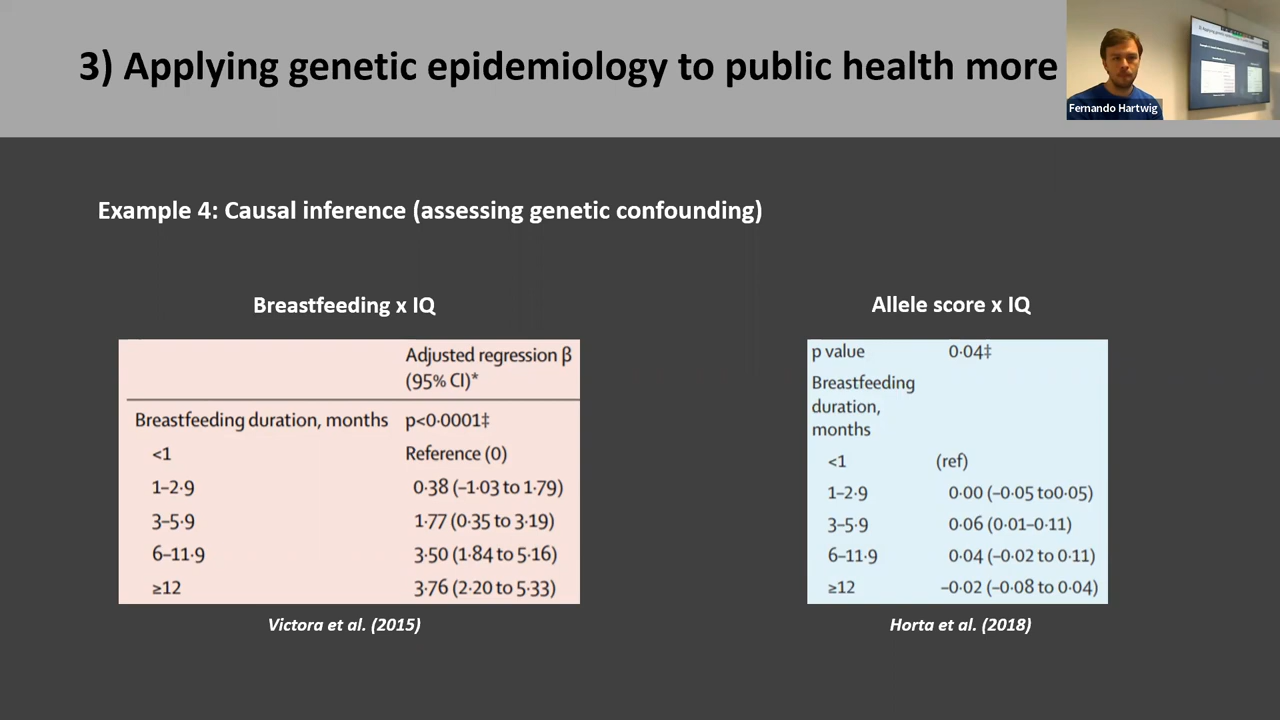 3) Applying genetic epidemiology to public health more
Fernando Hartwig
Example 4: Causal inference (assessing genetic confounding)
Breastfeeding x IQ
Adjusted regression β
(95% CI)*
Breastfeeding duration, months p<0·0001‡
<1 Reference (0)
1–2·9 0·38 (–1·03 to 1·79)
3–5·9 1·77 (0·35 to 3·19)
6–11·9 3·50 (1·84 to 5·16)
≥12 3·76 (2·20 to 5·33)
Victora et al. (2015)
Allele score x IQ
p value 0·04‡
Breastfeeding
duration,
months
<1 (ref)
1–2·9 0·00 (–0·05 to0·05)
3–5·9 0·06 (0·01–0·11)
6–11·9 0·04 (–0·02 to 0·11)
≥12 –0·02 (–0·08 to 0·04)
Horta et al. (2018)